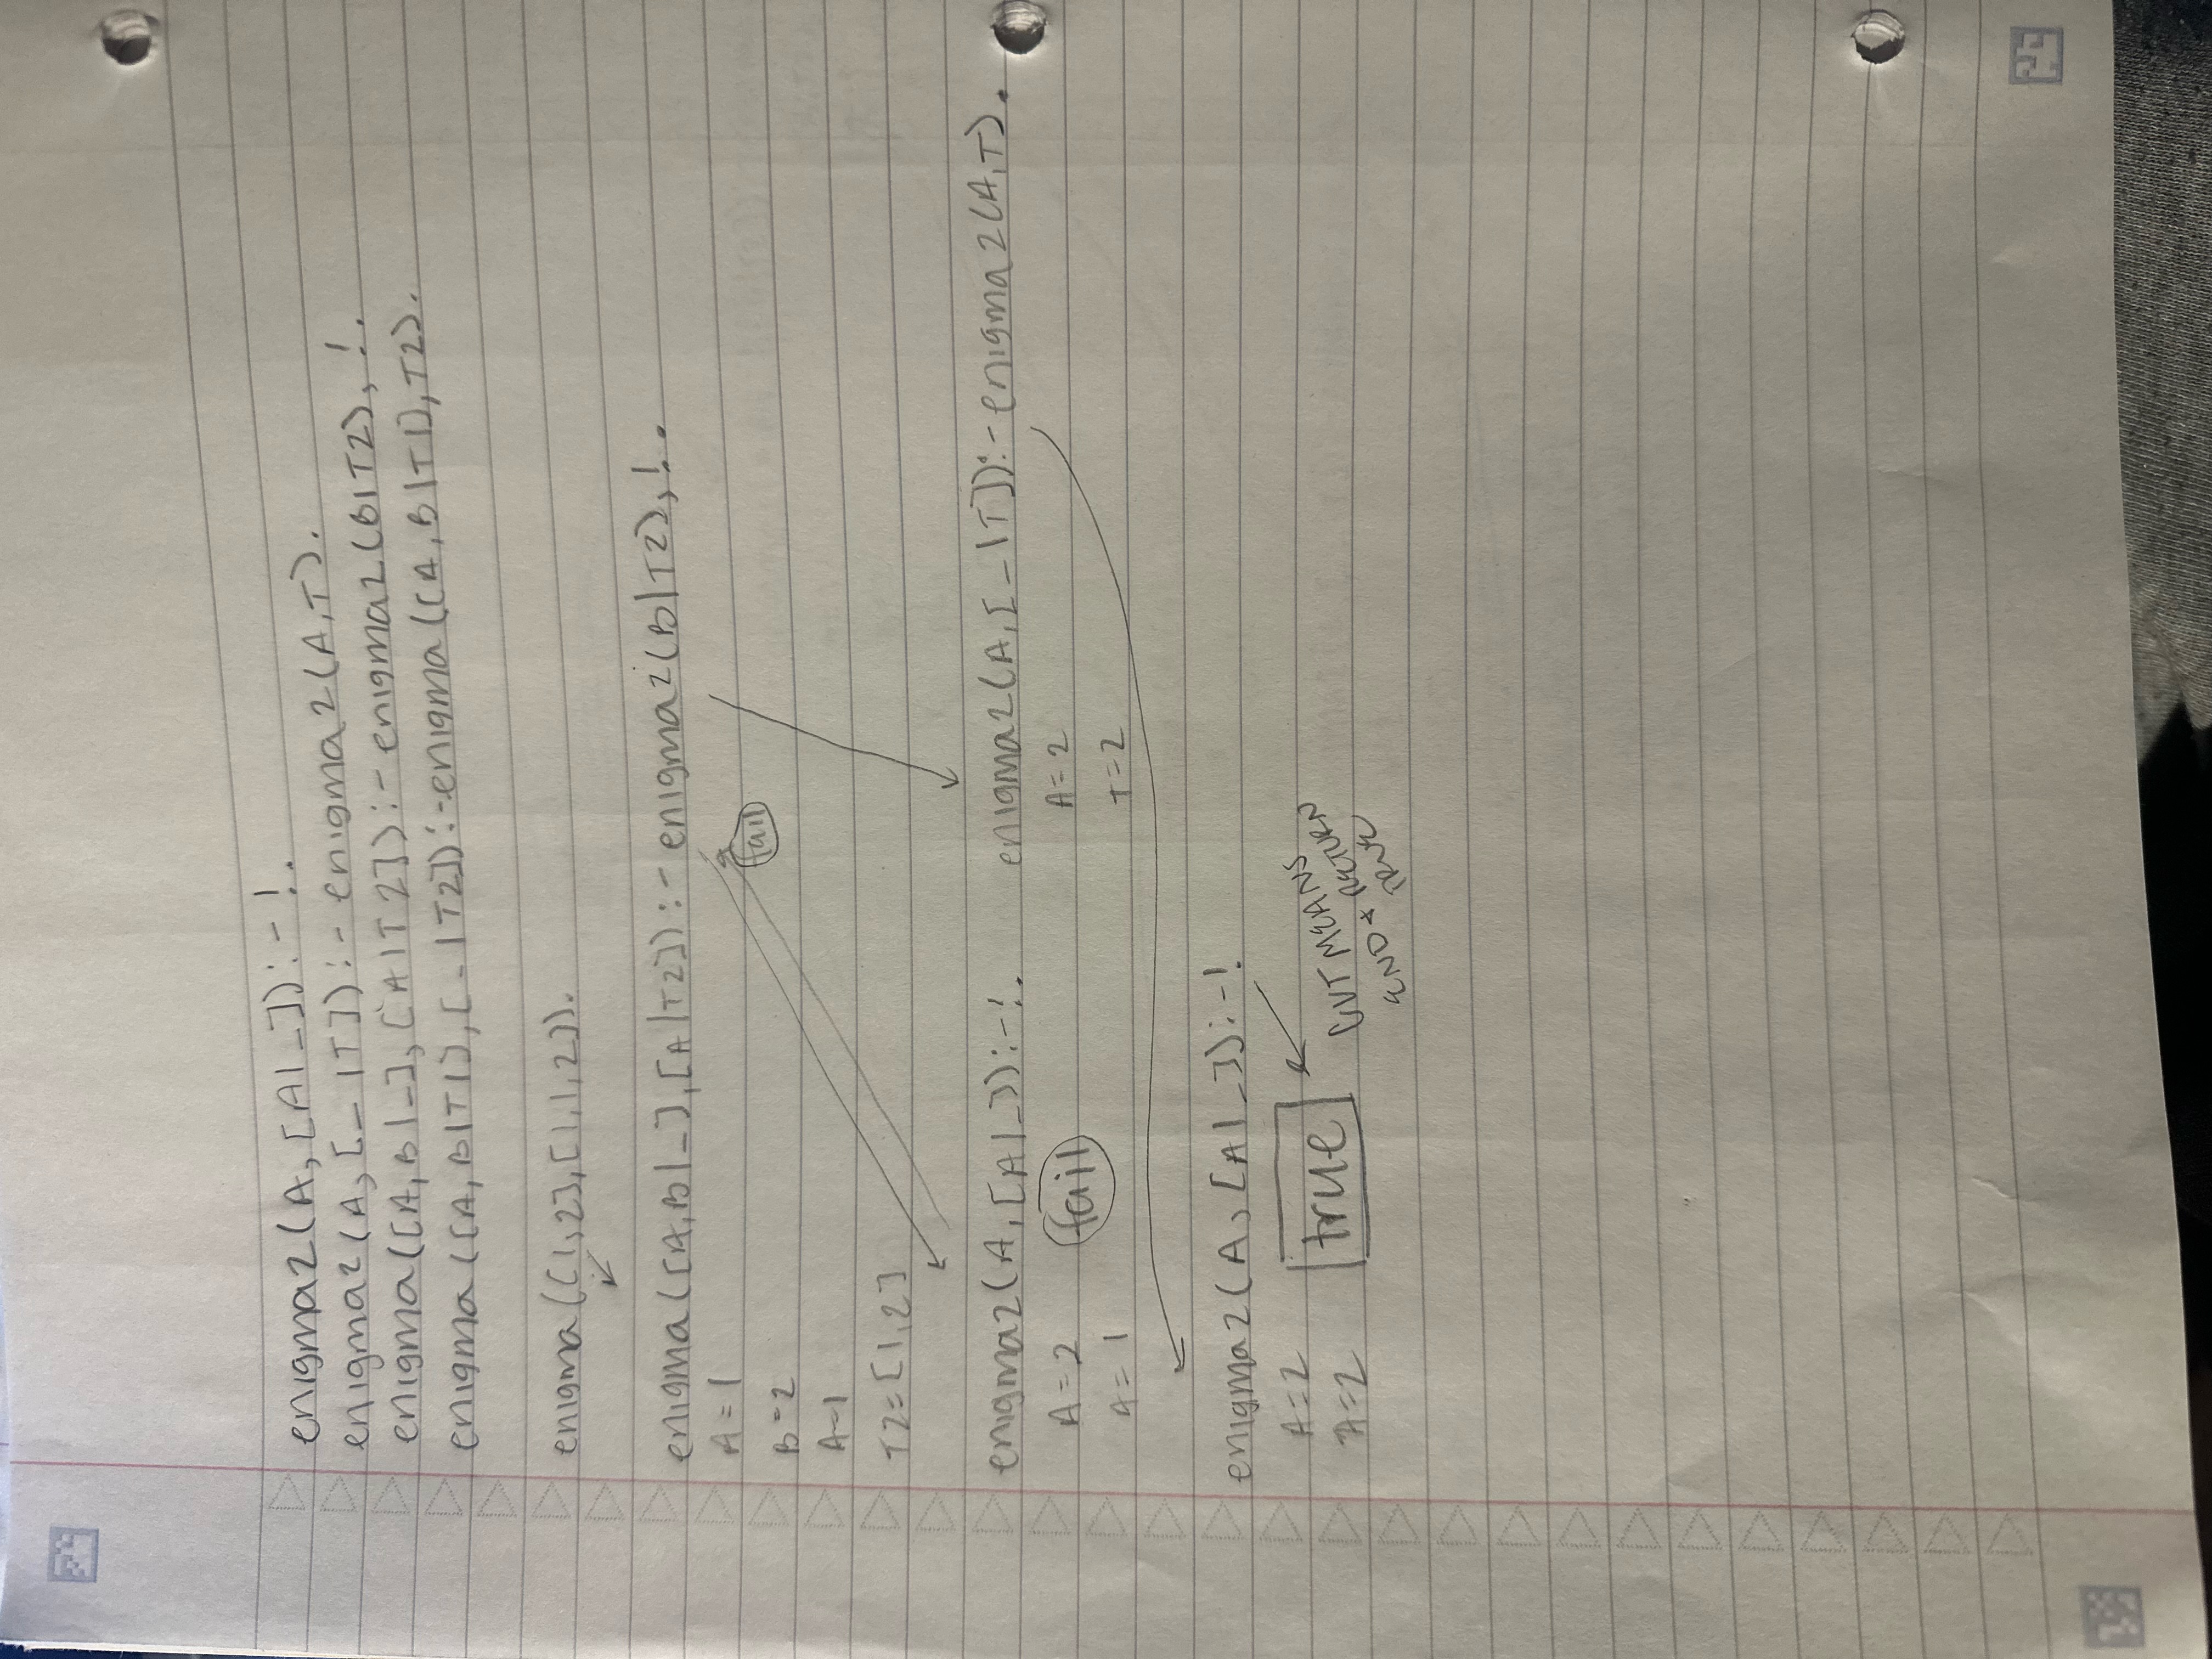 enigma2(A, [A|_]):-!.
enigma2(A, [_|T]):-enigma2(A,T).
enigma([A,B|_], [A|T2]):-enigma2(B|T2), !.
enigma([A,B|T1], [_|T2]):-enigma([A,B|T1],T2).
enigma([1,2],[1,1,2]).
enigma([A,B|_],[A|T2]):-enigma2(B|T2),!.
A=1
fail
B=2
A=1
T2=[1,2]
enigma2(A,[A|_]):-!. enigma2(A,[_|T]):-enigma2(A,T).
A=2 fail A=2
A=1 T=2
enigma2(A, [A|_]):-!
A=2 true CUT MEANS
A=2 END & RETURN
TRUE